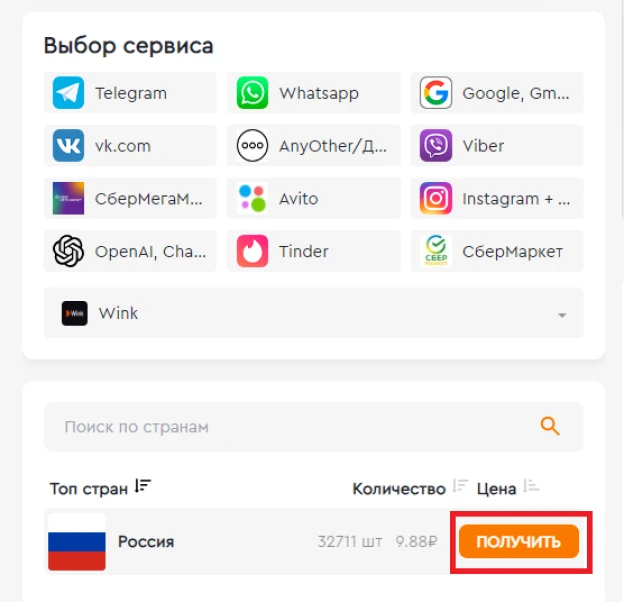 Выбор сервиса
Telegram Whatsapp Google, Gm...
vk.com AnyOther/Д... Viber
СберМегаМ... Avito Instagram + ...
OpenAI, Cha... Tinder СберМаркет
Wink Wink
Поиск по странам
Топ стран Количество Цена
Россия 32711 шт 9.88₽ ПОЛУЧИТЬ